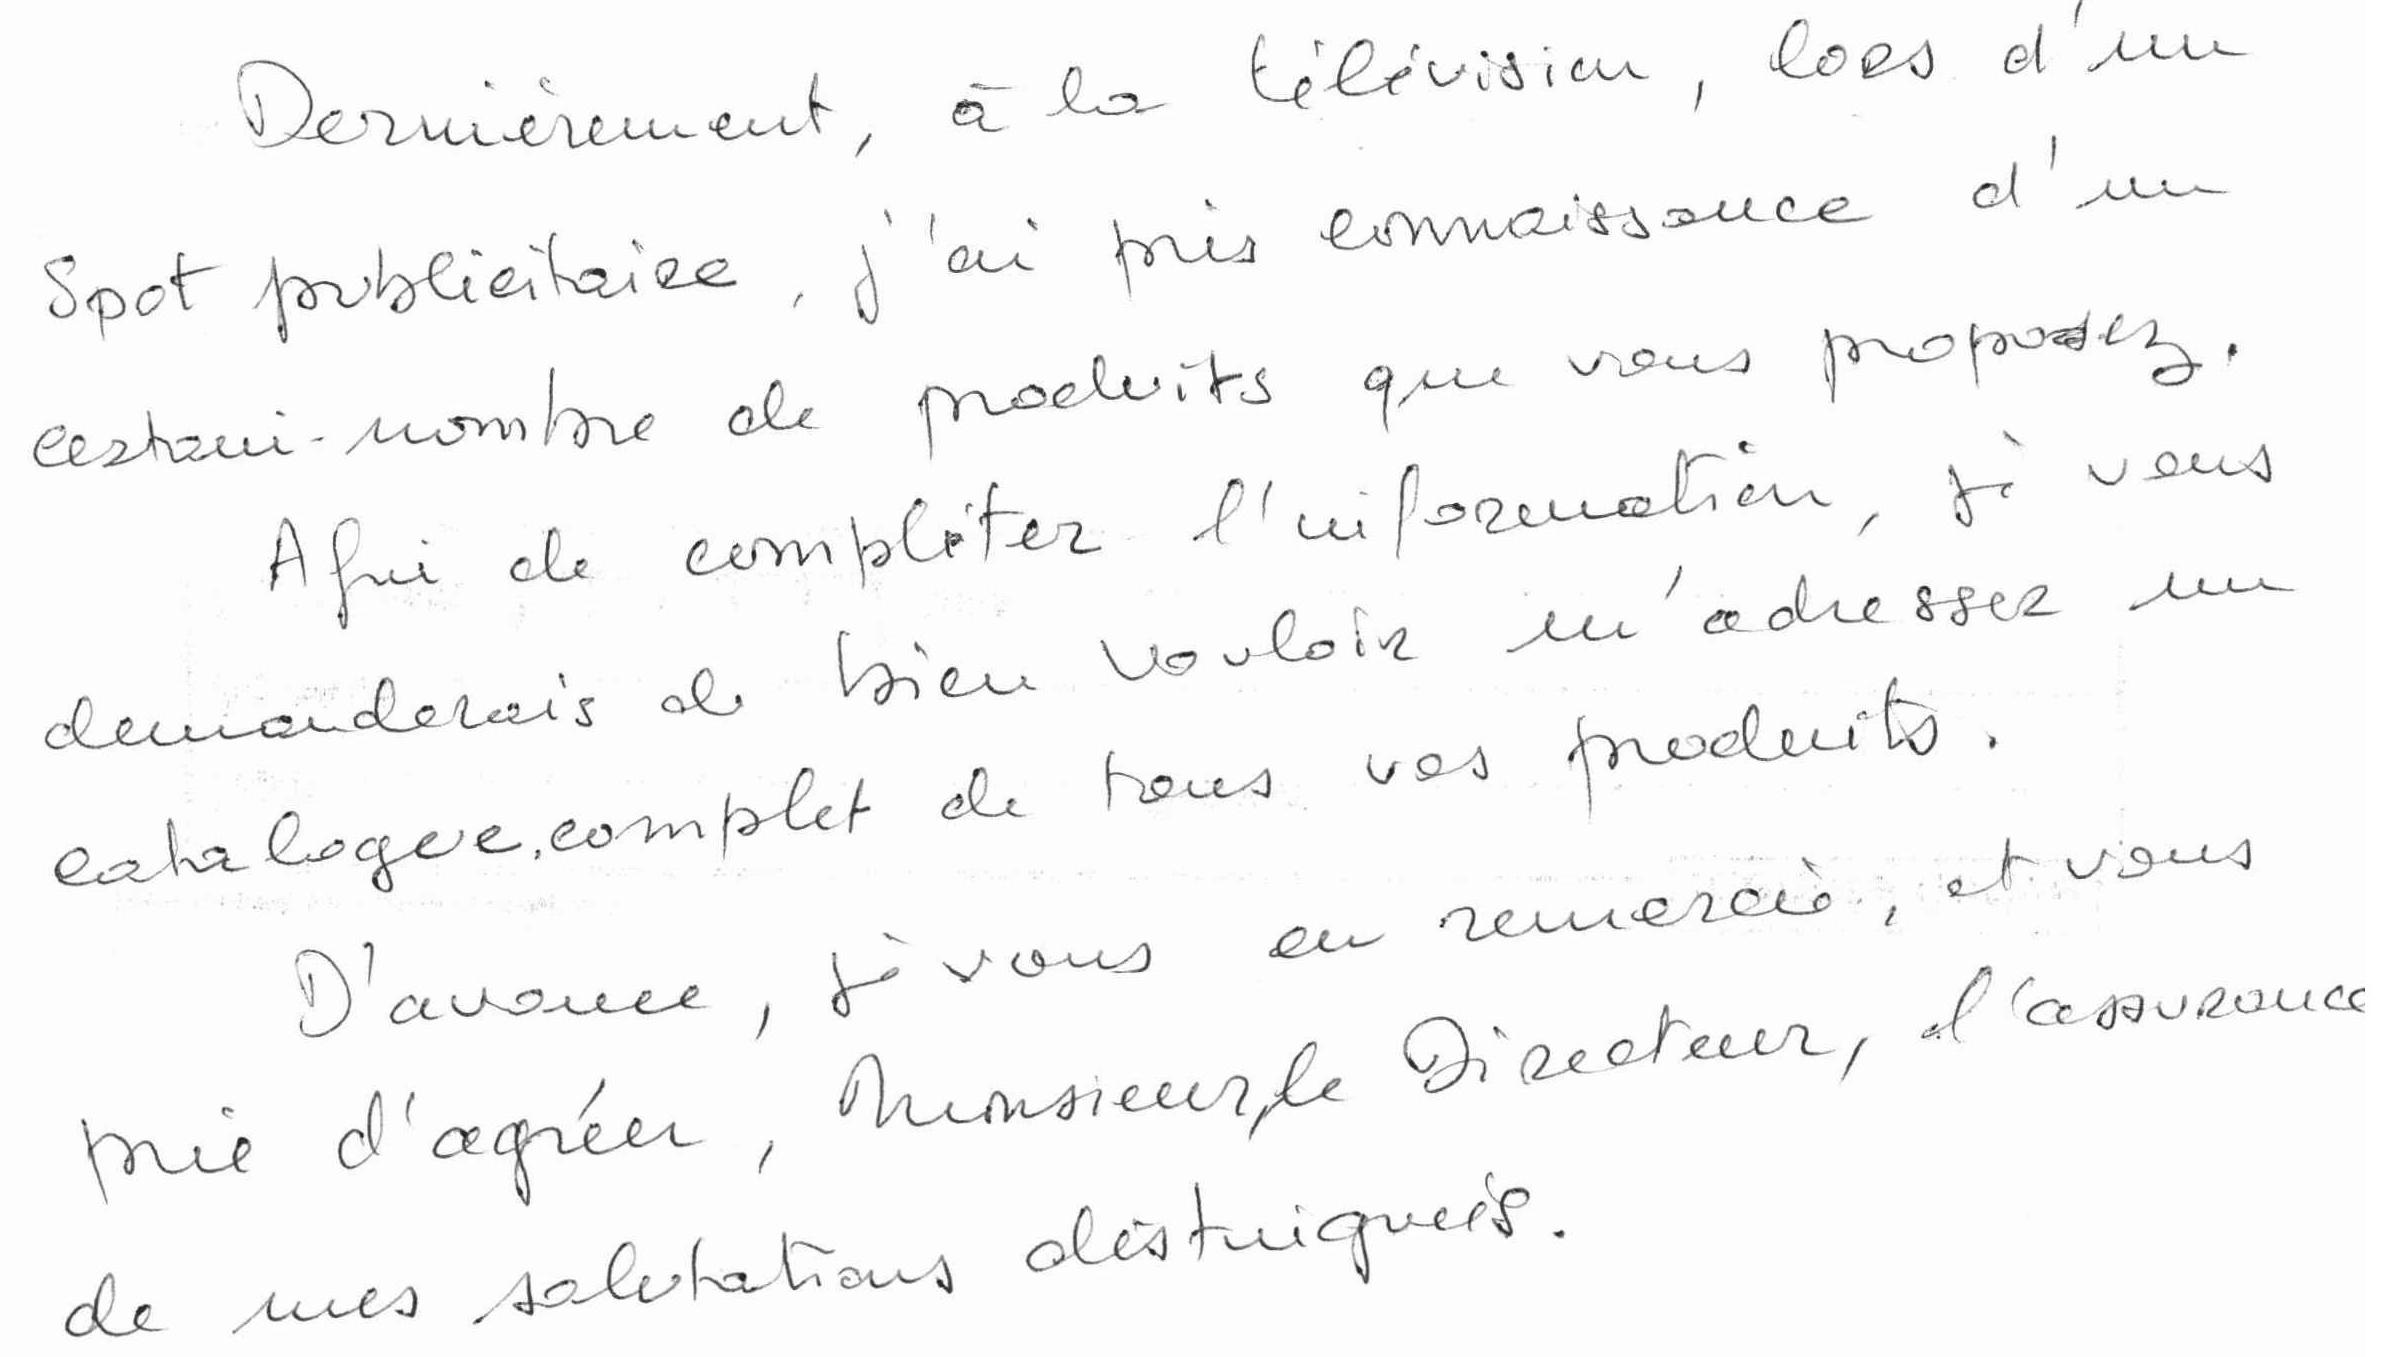 Dernièrement, à la télévision, lors d'un
Spot publicitaire, j'ai pris connaissance d'un
certain nombre de produits que vous proposez.
Afin de compléter l'information, je vous
demanderais de bien vouloir m'adresser un
catalogue complet de tous vos produits.
D'avance, je vous en remercie, et vous
prie d'agréer, Monsieur, le Directeur, l'assurance
de mes salutations distinguées.